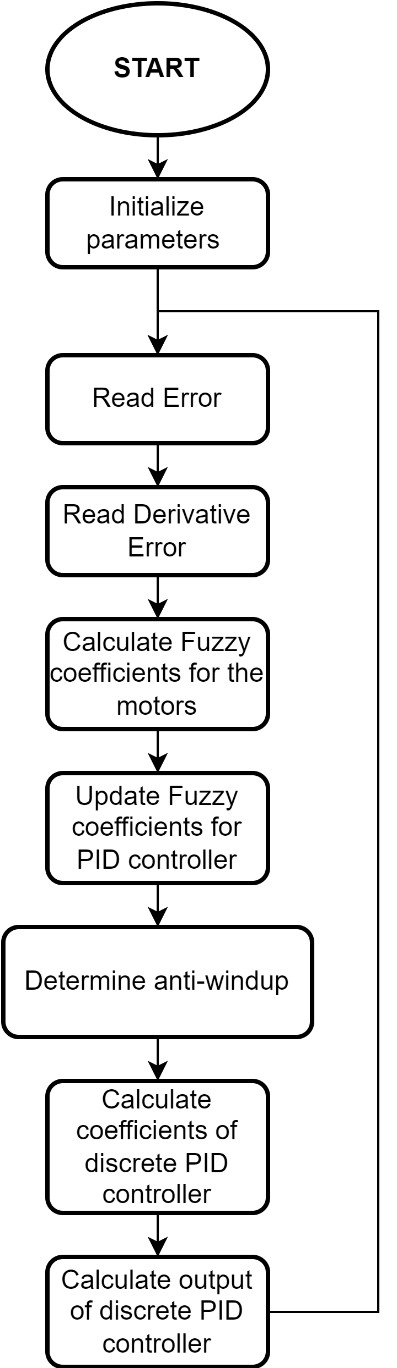 START
Initialize
parameters
Read Error
Read Derivative
Error
Calculate Fuzzy
coefficients for the
motors
Update Fuzzy
coefficients for
PID controller
Determine anti-windup
Calculate
coefficients of
discrete PID
controller
Calculate output
of discrete PID
controller